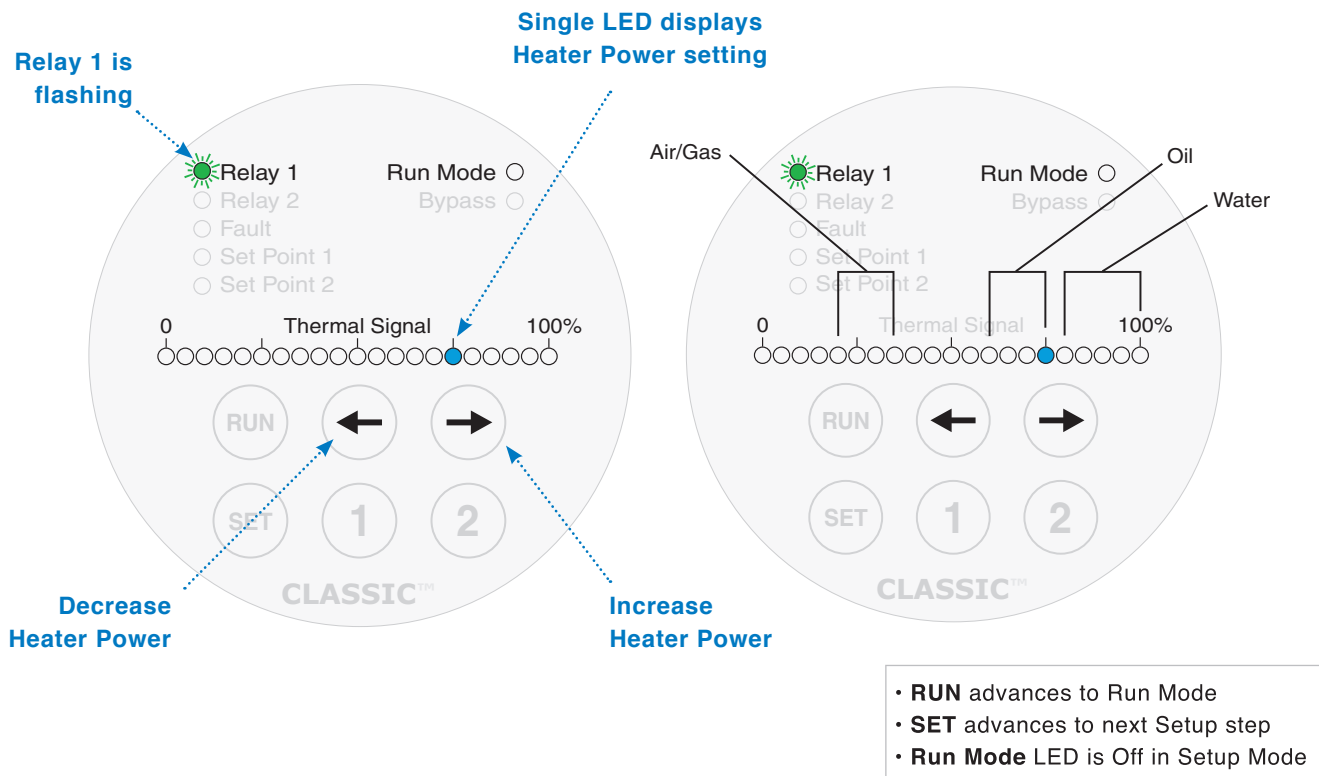 Single LED displays
Heater Power setting
Relay 1 is
flashing
Relay 1
Run Mode
Relay 2
Bypass
Fault
Set Point 1
Set Point 2
0
Thermal Signal
100%
RUN
SET
1
2
CLASSIC™
Decrease
Heater Power
Increase
Heater Power
Air/Gas
Oil
Water
Relay 1
Run Mode
Relay 2
Bypass
Fault
Set Point 1
Set Point 2
0
Thermal Signal
100%
RUN
SET
1
2
CLASSIC™
• RUN advances to Run Mode
• SET advances to next Setup step
• Run Mode LED is Off in Setup Mode